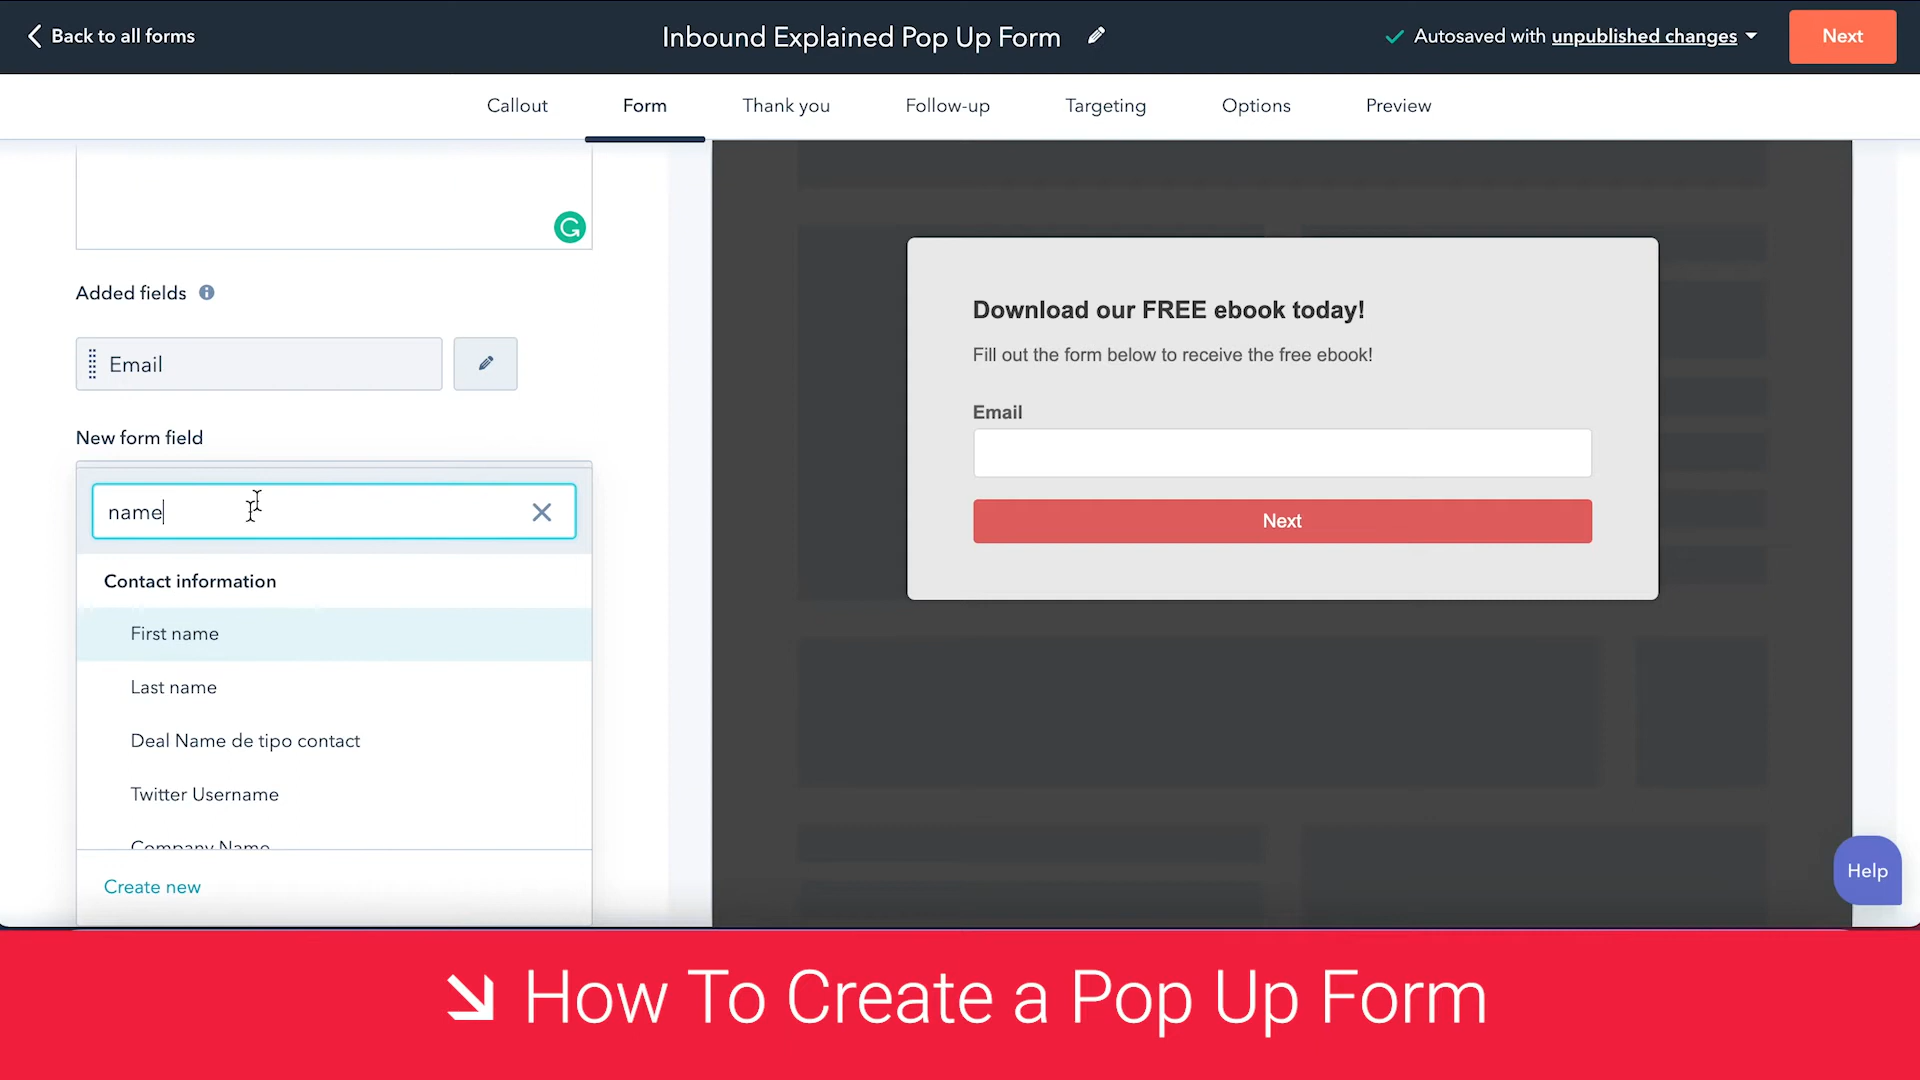 Back to all forms
Inbound Explained Pop Up Form
Autosaved with unpublished changes
Next
Callout
Form
Thank you
Follow-up
Targeting
Options
Preview
Added fields
Email
New form field
name
Contact information
First name
Last name
Deal Name de tipo contact
Twitter Username
Company Name
Create new
Download our FREE ebook today!
Fill out the form below to receive the free ebook!
Email
Next
Help
How To Create a Pop Up Form